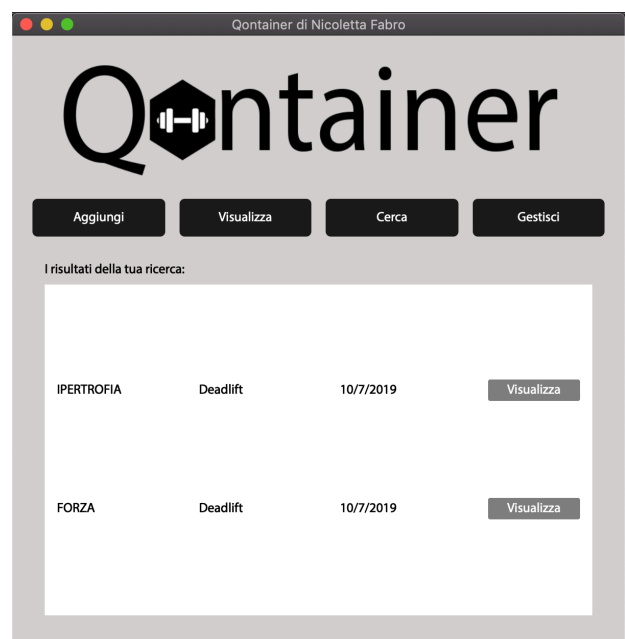 Qontainer di Nicoletta Fabro
Qontainer
Aggiungi Visualizza Cerca Gestisci
I risultati della tua ricerca:
IPERTROFIA Deadlift 10/7/2019 Visualizza
FORZA Deadlift 10/7/2019 Visualizza